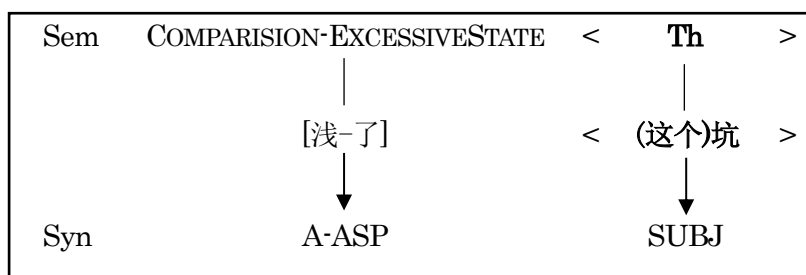 Sem COMPARISION-EXCESSIVESTATE < Th >
[浅-了] < (这个)坑 >
Syn A-ASP SUBJ